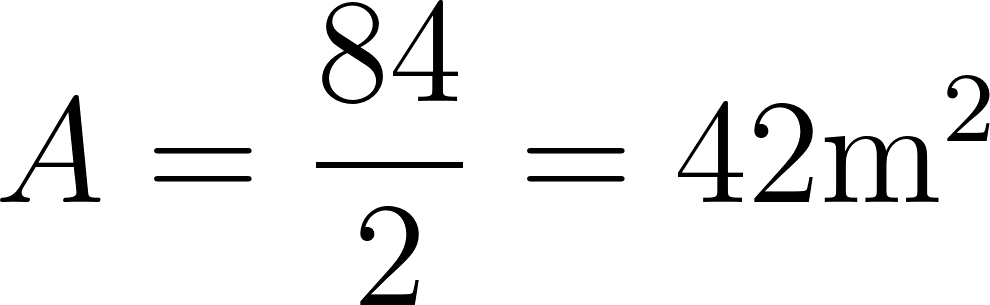 A = 84/2 = 42m²